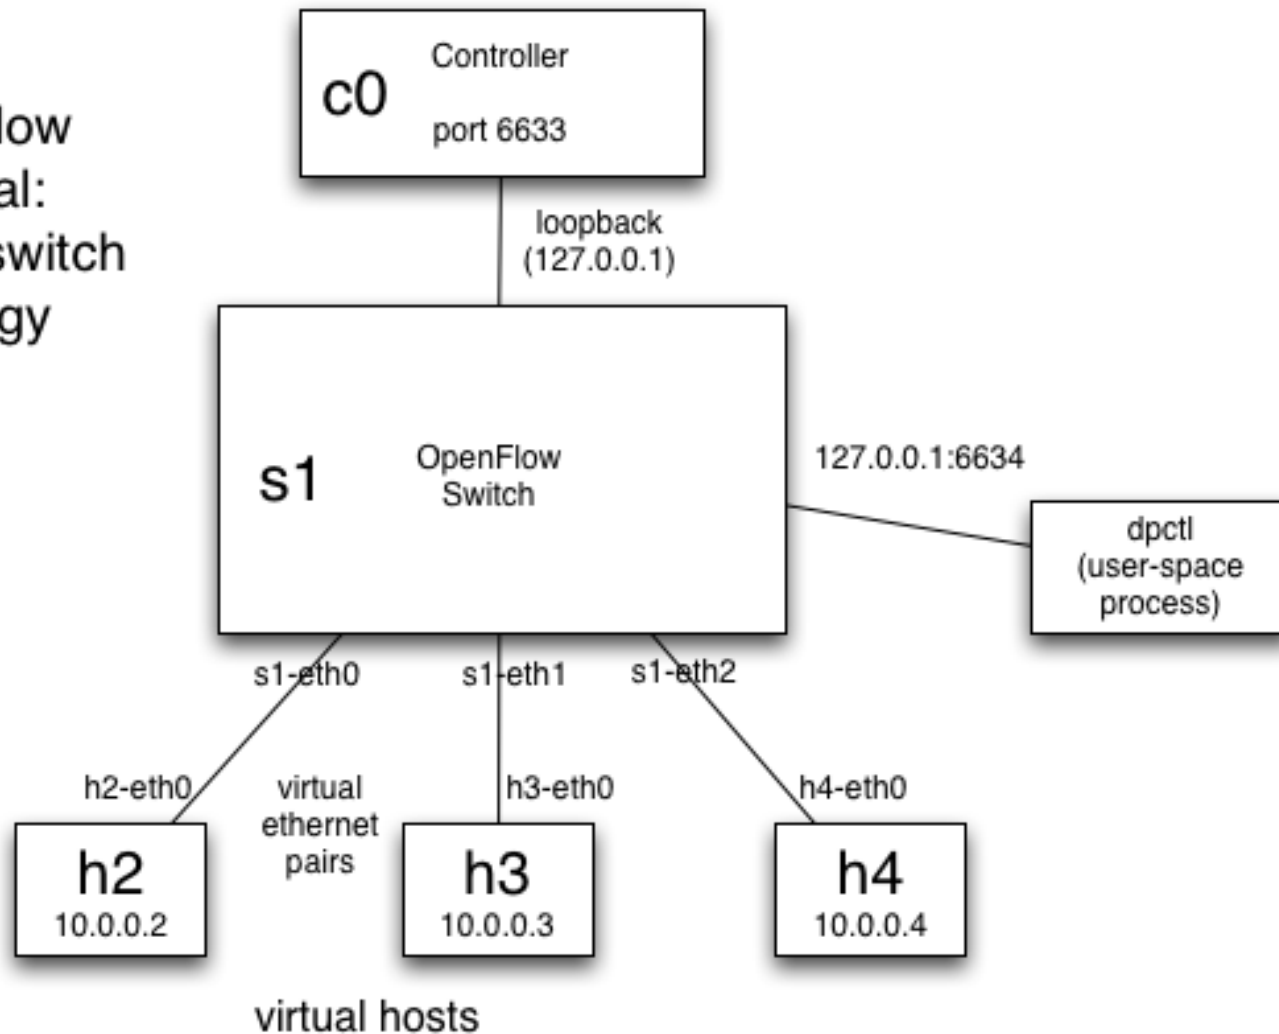 low
al:
switch
gy
c0
Controller
port 6633
loopback
(127.0.0.1)
s1
OpenFlow
Switch
127.0.0.1:6634
dpctl
(user-space
process)
s1-eth0
s1-eth1
s1-eth2
h2-eth0
virtual
ethernet
pairs
h3-eth0
h4-eth0
h2
10.0.0.2
h3
10.0.0.3
h4
10.0.0.4
virtual hosts